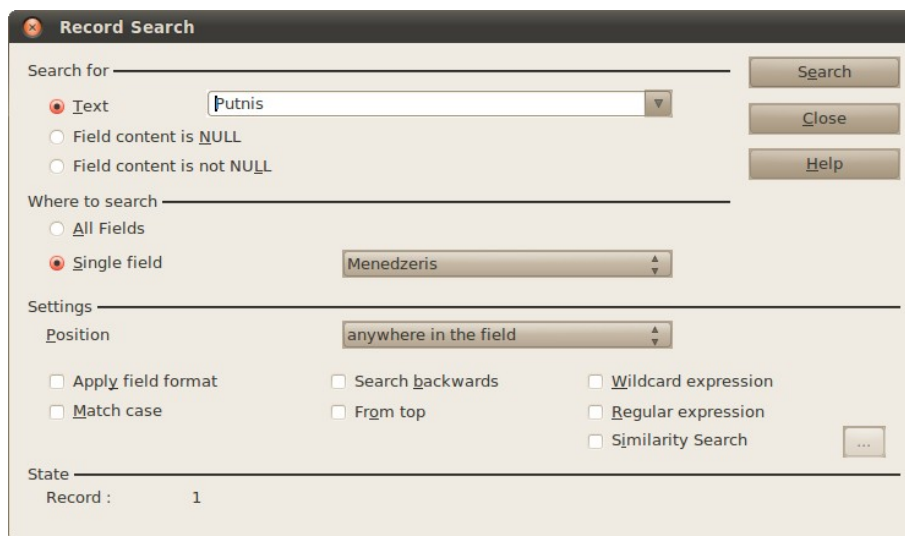 Record Search
Search for
Search
Text Putnis
Close
Field content is NULL
Field content is not NULL
Help
Where to search
All Fields
Single field Menedzeris
Settings
Position anywhere in the field
Apply field format Search backwards Wildcard expression
Match case From top Regular expression
Similarity Search ...
State
Record : 1